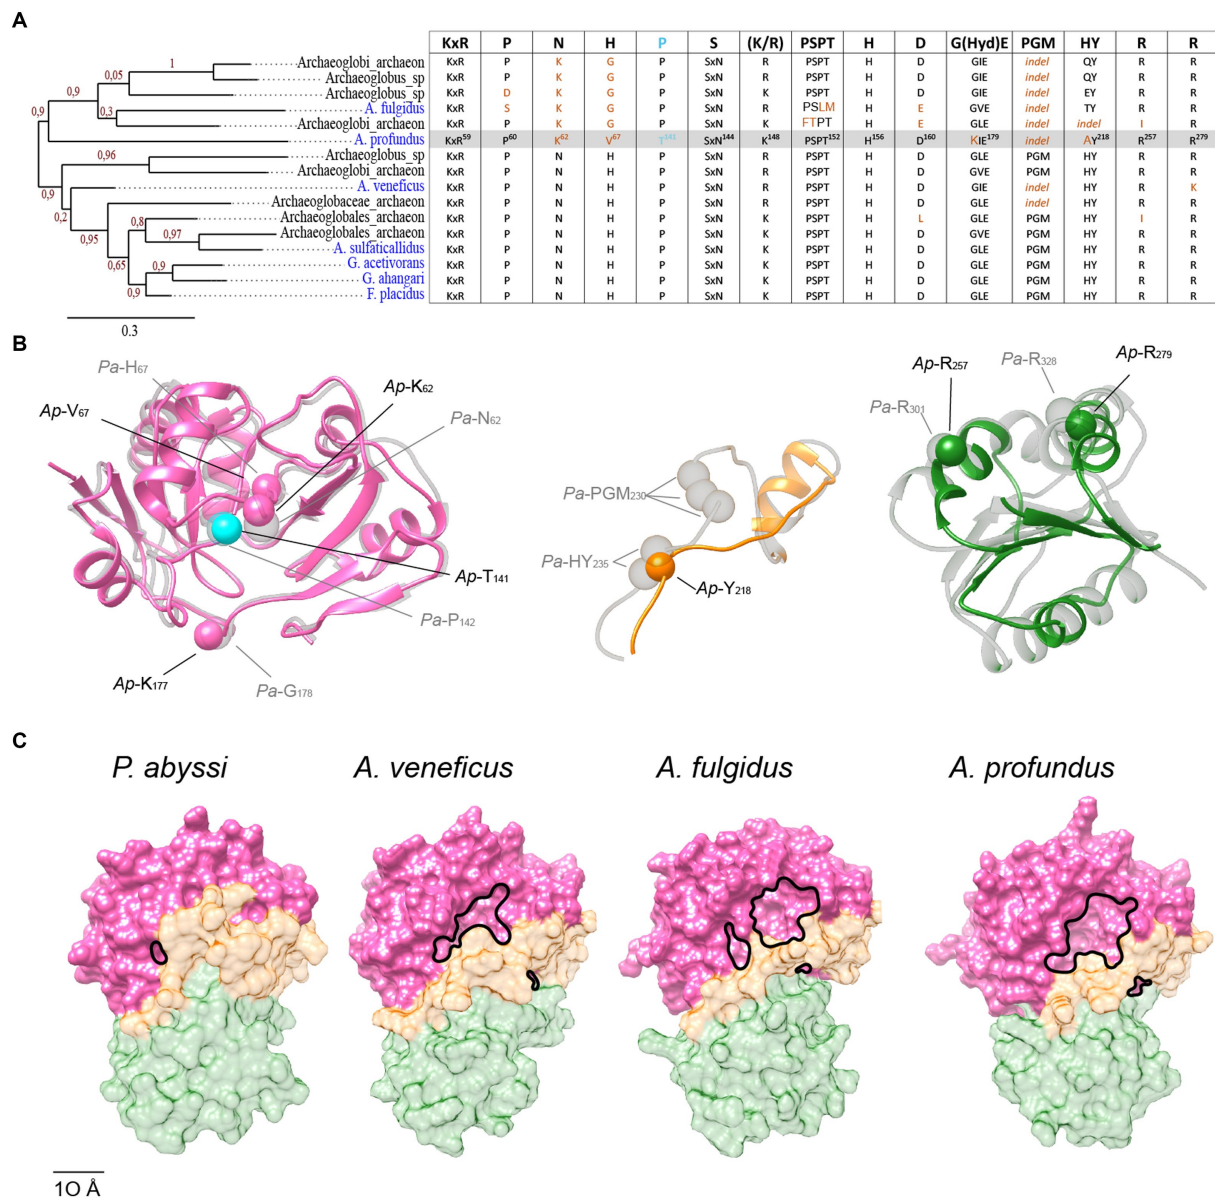 A
KxR P N H P S (K/R) PSPT H D G(Hyd)E PGM HY R R
Archaeoglobi_archaeon KxR P K G P SxN R PSPT H D GIE indel QY R R
Archaeoglobus_sp KxR P K G P SxN R PSPT H D GIE indel QY R R
Archaeoglobus_sp KxR D K G P SxN R PSPT H D GIE indel EY R R
A. fulgidus KxR S K G P SxN R PSLM H E GVE indel TY R R
Archaeoglobi_archaeon KxR P K G P SxN K FTPT H E GLE indel indel I R
A. profundus KxR59 P60 K62 V67 T141 SxN144 K148 PSPT152 H156 D160 KIE179 indel AY218 R257 R279
Archaeoglobus_sp KxR P N H P SxN R PSPT H D GLE PGM HY R R
Archaeoglobi_archaeon KxR P N H P SxN R PSPT H D GVE PGM HY R R
A. veneficus KxR P N H P SxN R PSPT H D GIE indel HY R K
Archaeoglobaceae_archaeon KxR P N H P SxN R PSPT H D GLE indel HY R R
Archaeoglobales_archaeon KxR P N H P SxN K PSPT H L GLE PGM HY I R
Archaeoglobales_archaeon KxR P N H P SxN K PSPT H D GVE PGM HY R R
A. sulfaticallidus KxR P N H P SxN K PSPT H D GLE PGM HY R R
G. acetivorans KxR P N H P SxN K PSPT H D GLE PGM HY R R
G. ahangari KxR P N H P SxN K PSPT H D GLE PGM HY R R
F. placidus KxR P N H P SxN K PSPT H D GLE PGM HY R R
1
0,05
0,9
0,3
0,9
0,96
0,9
0,2
0,8
0,95
0,97
0,65
0,9
0,9
0.3
B
Pa-H67
Ap-V67
Ap-K62
Pa-N62
Ap-T141
Pa-P142
Ap-K177
Pa-G178
Pa-PGM230
Pa-HY235
Ap-Y218
Ap-R257
Pa-R328
Ap-R279
Pa-R301
C
P. abyssi A. veneficus A. fulgidus A. profundus
10 Å